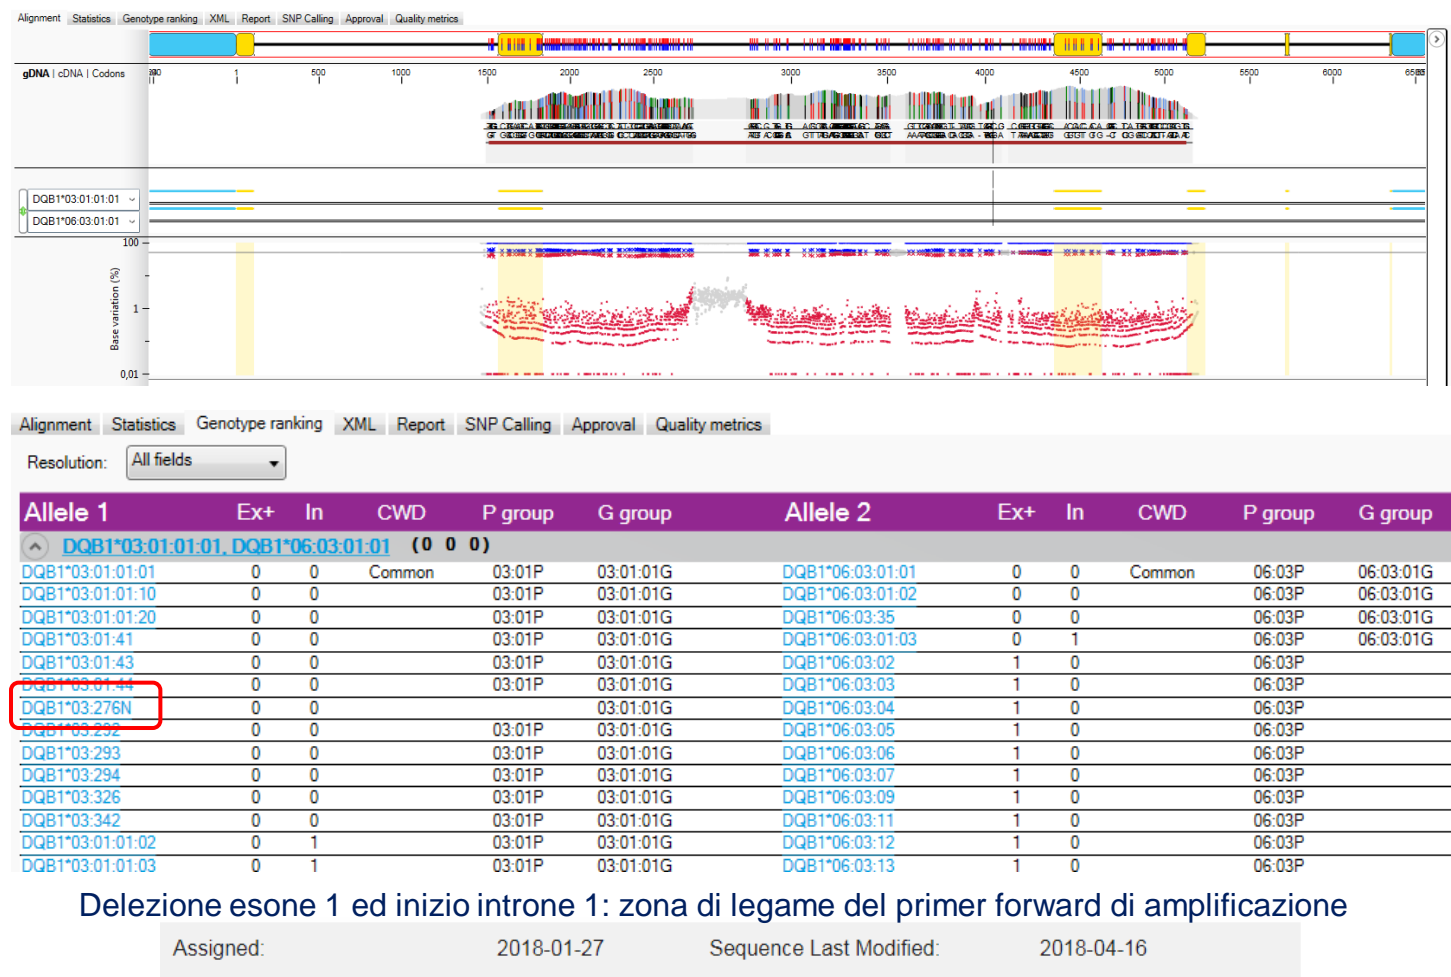 Alignment Statistics Genotype ranking XML Report SNP Calling Approval Quality metrics
gDNA | cDNA | Codons 1 500 1000 1500 2000 2500 3000 3500 4000 4500 5000 5500 6000
DQB1*03:01:01:01
DQB1*06:03:01:01
100
Base variation (%)
1
0,01
Alignment Statistics Genotype ranking XML Report SNP Calling Approval Quality metrics
Resolution: All fields
Allele 1 Ex+ In CWD P group G group Allele 2 Ex+ In CWD P group G group
DQB1*03:01:01:01, DQB1*06:03:01:01 (0 0 0)
DQB1*03:01:01:01 0 0 Common 03:01P 03:01:01G DQB1*06:03:01:01 0 0 Common 06:03P 06:03:01G
DQB1*03:01:01:10 0 0 03:01P 03:01:01G DQB1*06:03:01:02 0 0 06:03P 06:03:01G
DQB1*03:01:01:20 0 0 03:01P 03:01:01G DQB1*06:03:35 0 0 06:03P 06:03:01G
DQB1*03:01:41 0 0 03:01P 03:01:01G DQB1*06:03:01:03 0 1 06:03P 06:03:01G
DQB1*03:01:43 0 0 03:01P 03:01:01G DQB1*06:03:02 1 0 06:03P
DQB1*03:01:44 0 0 03:01P 03:01:01G DQB1*06:03:03 1 0 06:03P
DQB1*03:276N 0 0 03:01:01G DQB1*06:03:04 1 0 06:03P
DQB1*03:292 0 0 03:01P 03:01:01G DQB1*06:03:05 1 0 06:03P
DQB1*03:293 0 0 03:01P 03:01:01G DQB1*06:03:06 1 0 06:03P
DQB1*03:294 0 0 03:01P 03:01:01G DQB1*06:03:07 1 0 06:03P
DQB1*03:326 0 0 03:01P 03:01:01G DQB1*06:03:09 1 0 06:03P
DQB1*03:342 0 0 03:01P 03:01:01G DQB1*06:03:11 1 0 06:03P
DQB1*03:01:01:02 0 1 03:01P 03:01:01G DQB1*06:03:12 1 0 06:03P
DQB1*03:01:01:03 0 1 03:01P 03:01:01G DQB1*06:03:13 1 0 06:03P
Delezione esone 1 ed inizio introne 1: zona di legame del primer forward di amplificazione
Assigned: 2018-01-27 Sequence Last Modified: 2018-04-16